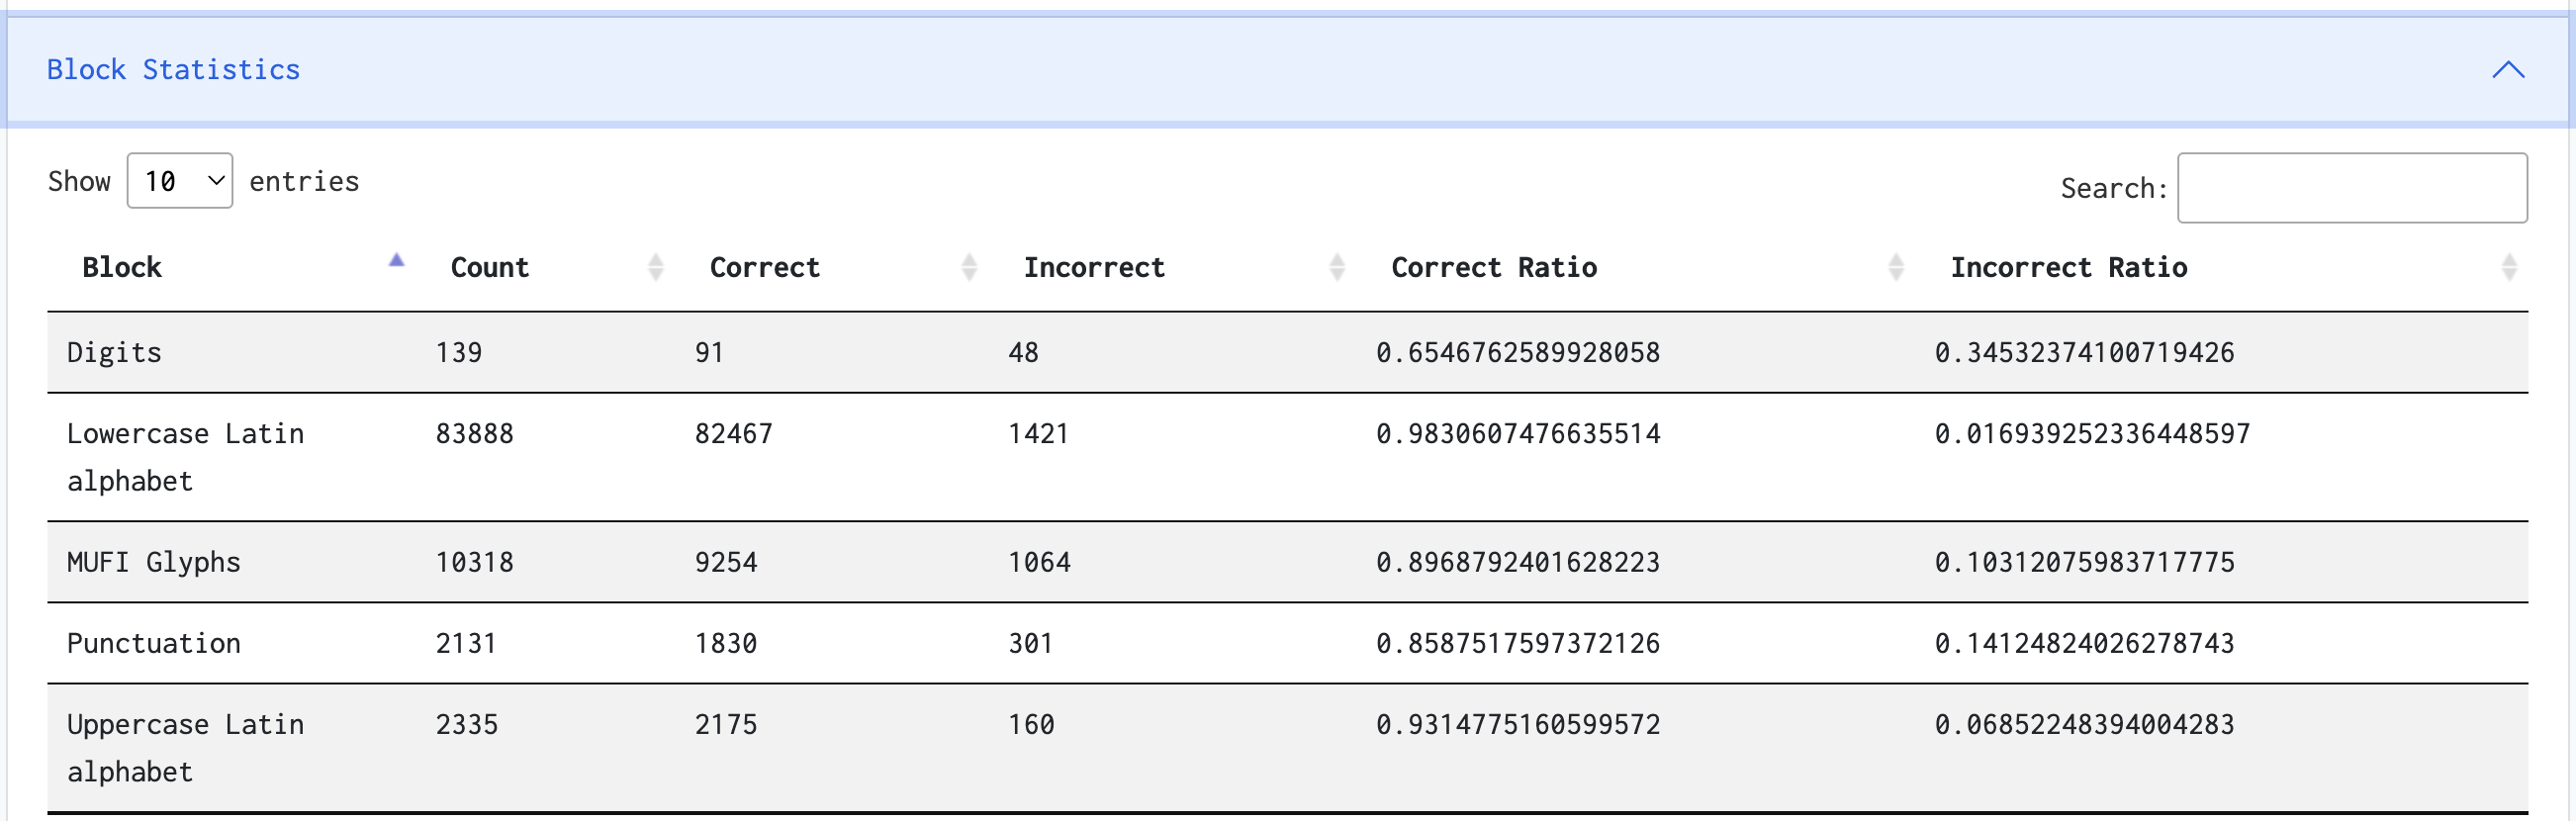 Block Statistics
Show 10 entries
Search:
Block Count Correct Incorrect Correct Ratio Incorrect Ratio
Digits 139 91 48 0.6546762589928058 0.34532374100719426
Lowercase Latin 83888 82467 1421 0.9830607476635514 0.016939252336448597
alphabet
MUFI Glyphs 10318 9254 1064 0.8968792401628223 0.10312075983717775
Punctuation 2131 1830 301 0.8587517597372126 0.14124824026278743
Uppercase Latin 2335 2175 160 0.9314775160599572 0.06852248394004283
alphabet